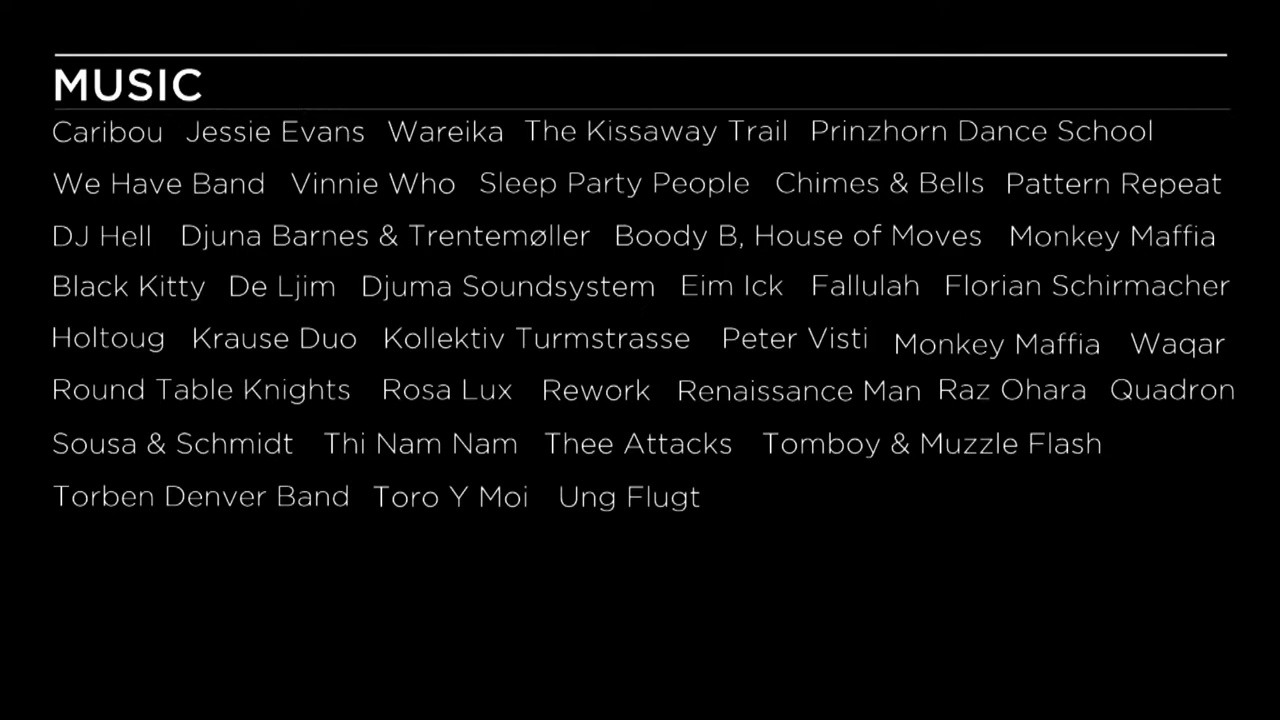 MUSIC
Caribou Jessie Evans Wareika The Kissaway Trail Prinzhorn Dance School
We Have Band Vinnie Who Sleep Party People Chimes & Bells Pattern Repeat
DJ Hell Djuna Barnes & Trentemøller Boody B, House of Moves Monkey Maffia
Black Kitty De Ljim Djuma Soundsystem Eim Ick Fallulah Florian Schirmacher
Holtoug Krause Duo Kollektiv Turmstrasse Peter Visti Monkey Maffia Waqar
Round Table Knights Rosa Lux Rework Renaissance Man Raz Ohara Quadron
Sousa & Schmidt Thi Nam Nam Thee Attacks Tomboy & Muzzle Flash
Torben Denver Band Toro Y Moi Ung Flugt